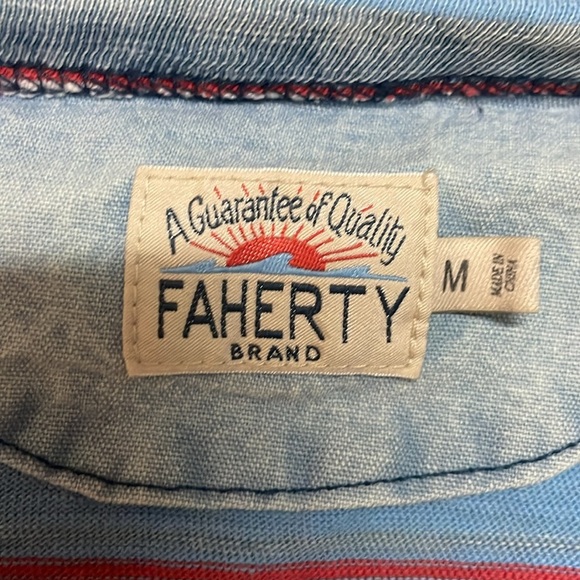 A Guarantee of Quality
FAHERTY
BRAND
M
MADE IN
CHINA